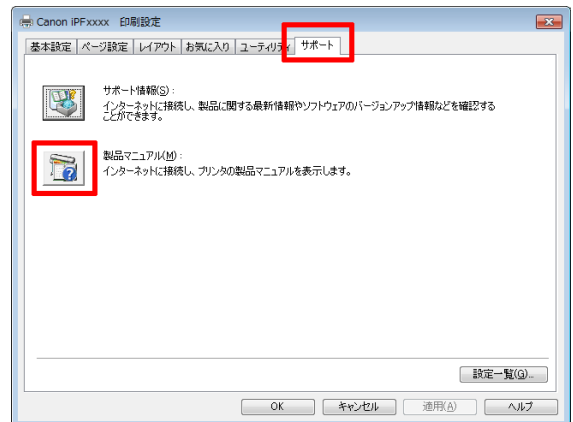 Canon iPFxxxx 印刷設定
基本設定 ページ設定 レイアウト お気に入り ユーティリティ サポート
サポート情報(S) :
インターネットに接続し、製品に関する最新情報やソフトウェアのバージョンアップ情報などを確認する
ことができます。
製品マニュアル(M) :
インターネットに接続し、プリンタの製品マニュアルを表示します。
設定一覧(G)...
OK キャンセル 適用(A) ヘルプ